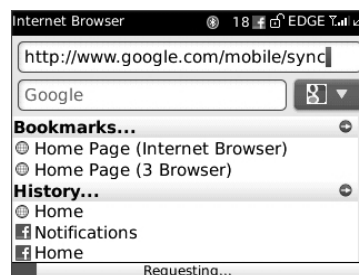 Internet Browser 18 EDGE
http://www.google.com/mobile/sync
Google
Bookmarks...
Home Page (Internet Browser)
Home Page (3 Browser)
History...
Home
Notifications
Home
Requesting...